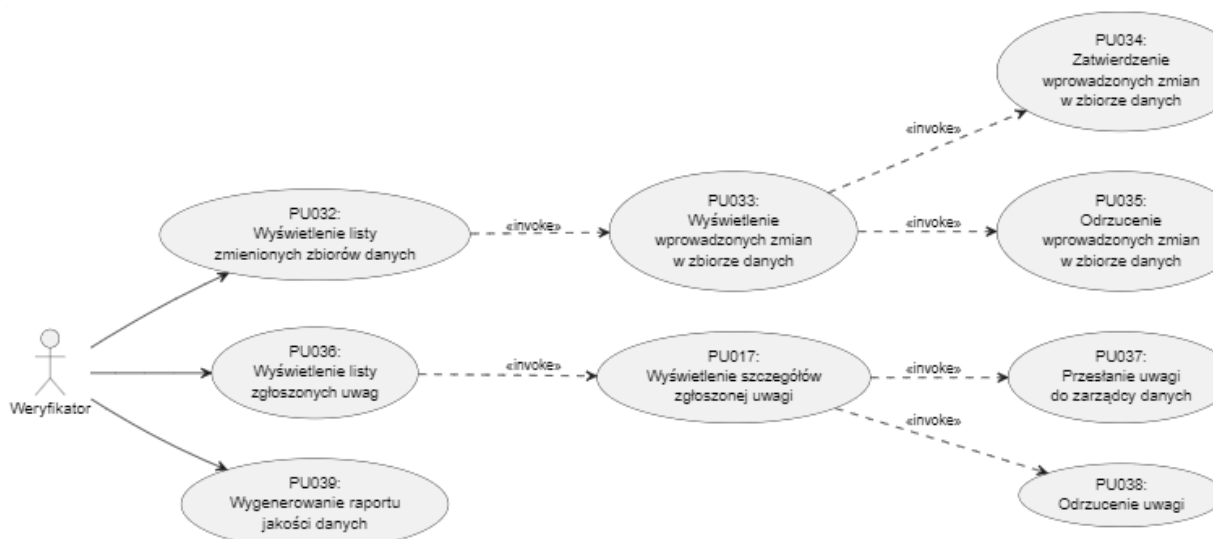 PU034:
Zatwierdzenie
wprowadzonych zmian
w zbiorze danych
«invoke»
PU032:
Wyświetlenie listy
zmienionych zbiorów danych
«invoke»
PU033:
Wyświetlenie
wprowadzonych zmian
w zbiorze danych
«invoke»
PU035:
Odrzucenie
wprowadzonych zmian
w zbiorze danych
Weryfikator
PU036:
Wyświetlenie listy
zgłoszonych uwag
«invoke»
PU017:
Wyświetlenie szczegółów
zgłoszonej uwagi
«invoke»
PU037:
Przesłanie uwagi
do zarządcy danych
«invoke»
PU039:
Wygenerowanie raportu
jakości danych
PU038:
Odrzucenie uwagi